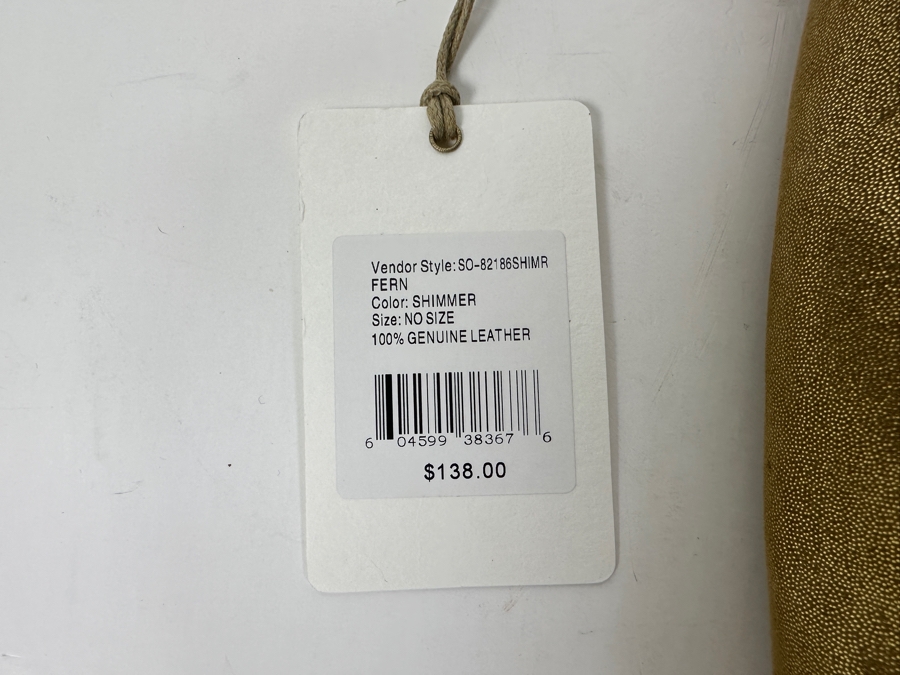 Vendor Style: SO-82186SHIMR
FERN
Color: SHIMMER
Size: NO SIZE
100% GENUINE LEATHER
6 04599 38367 6
$138.00